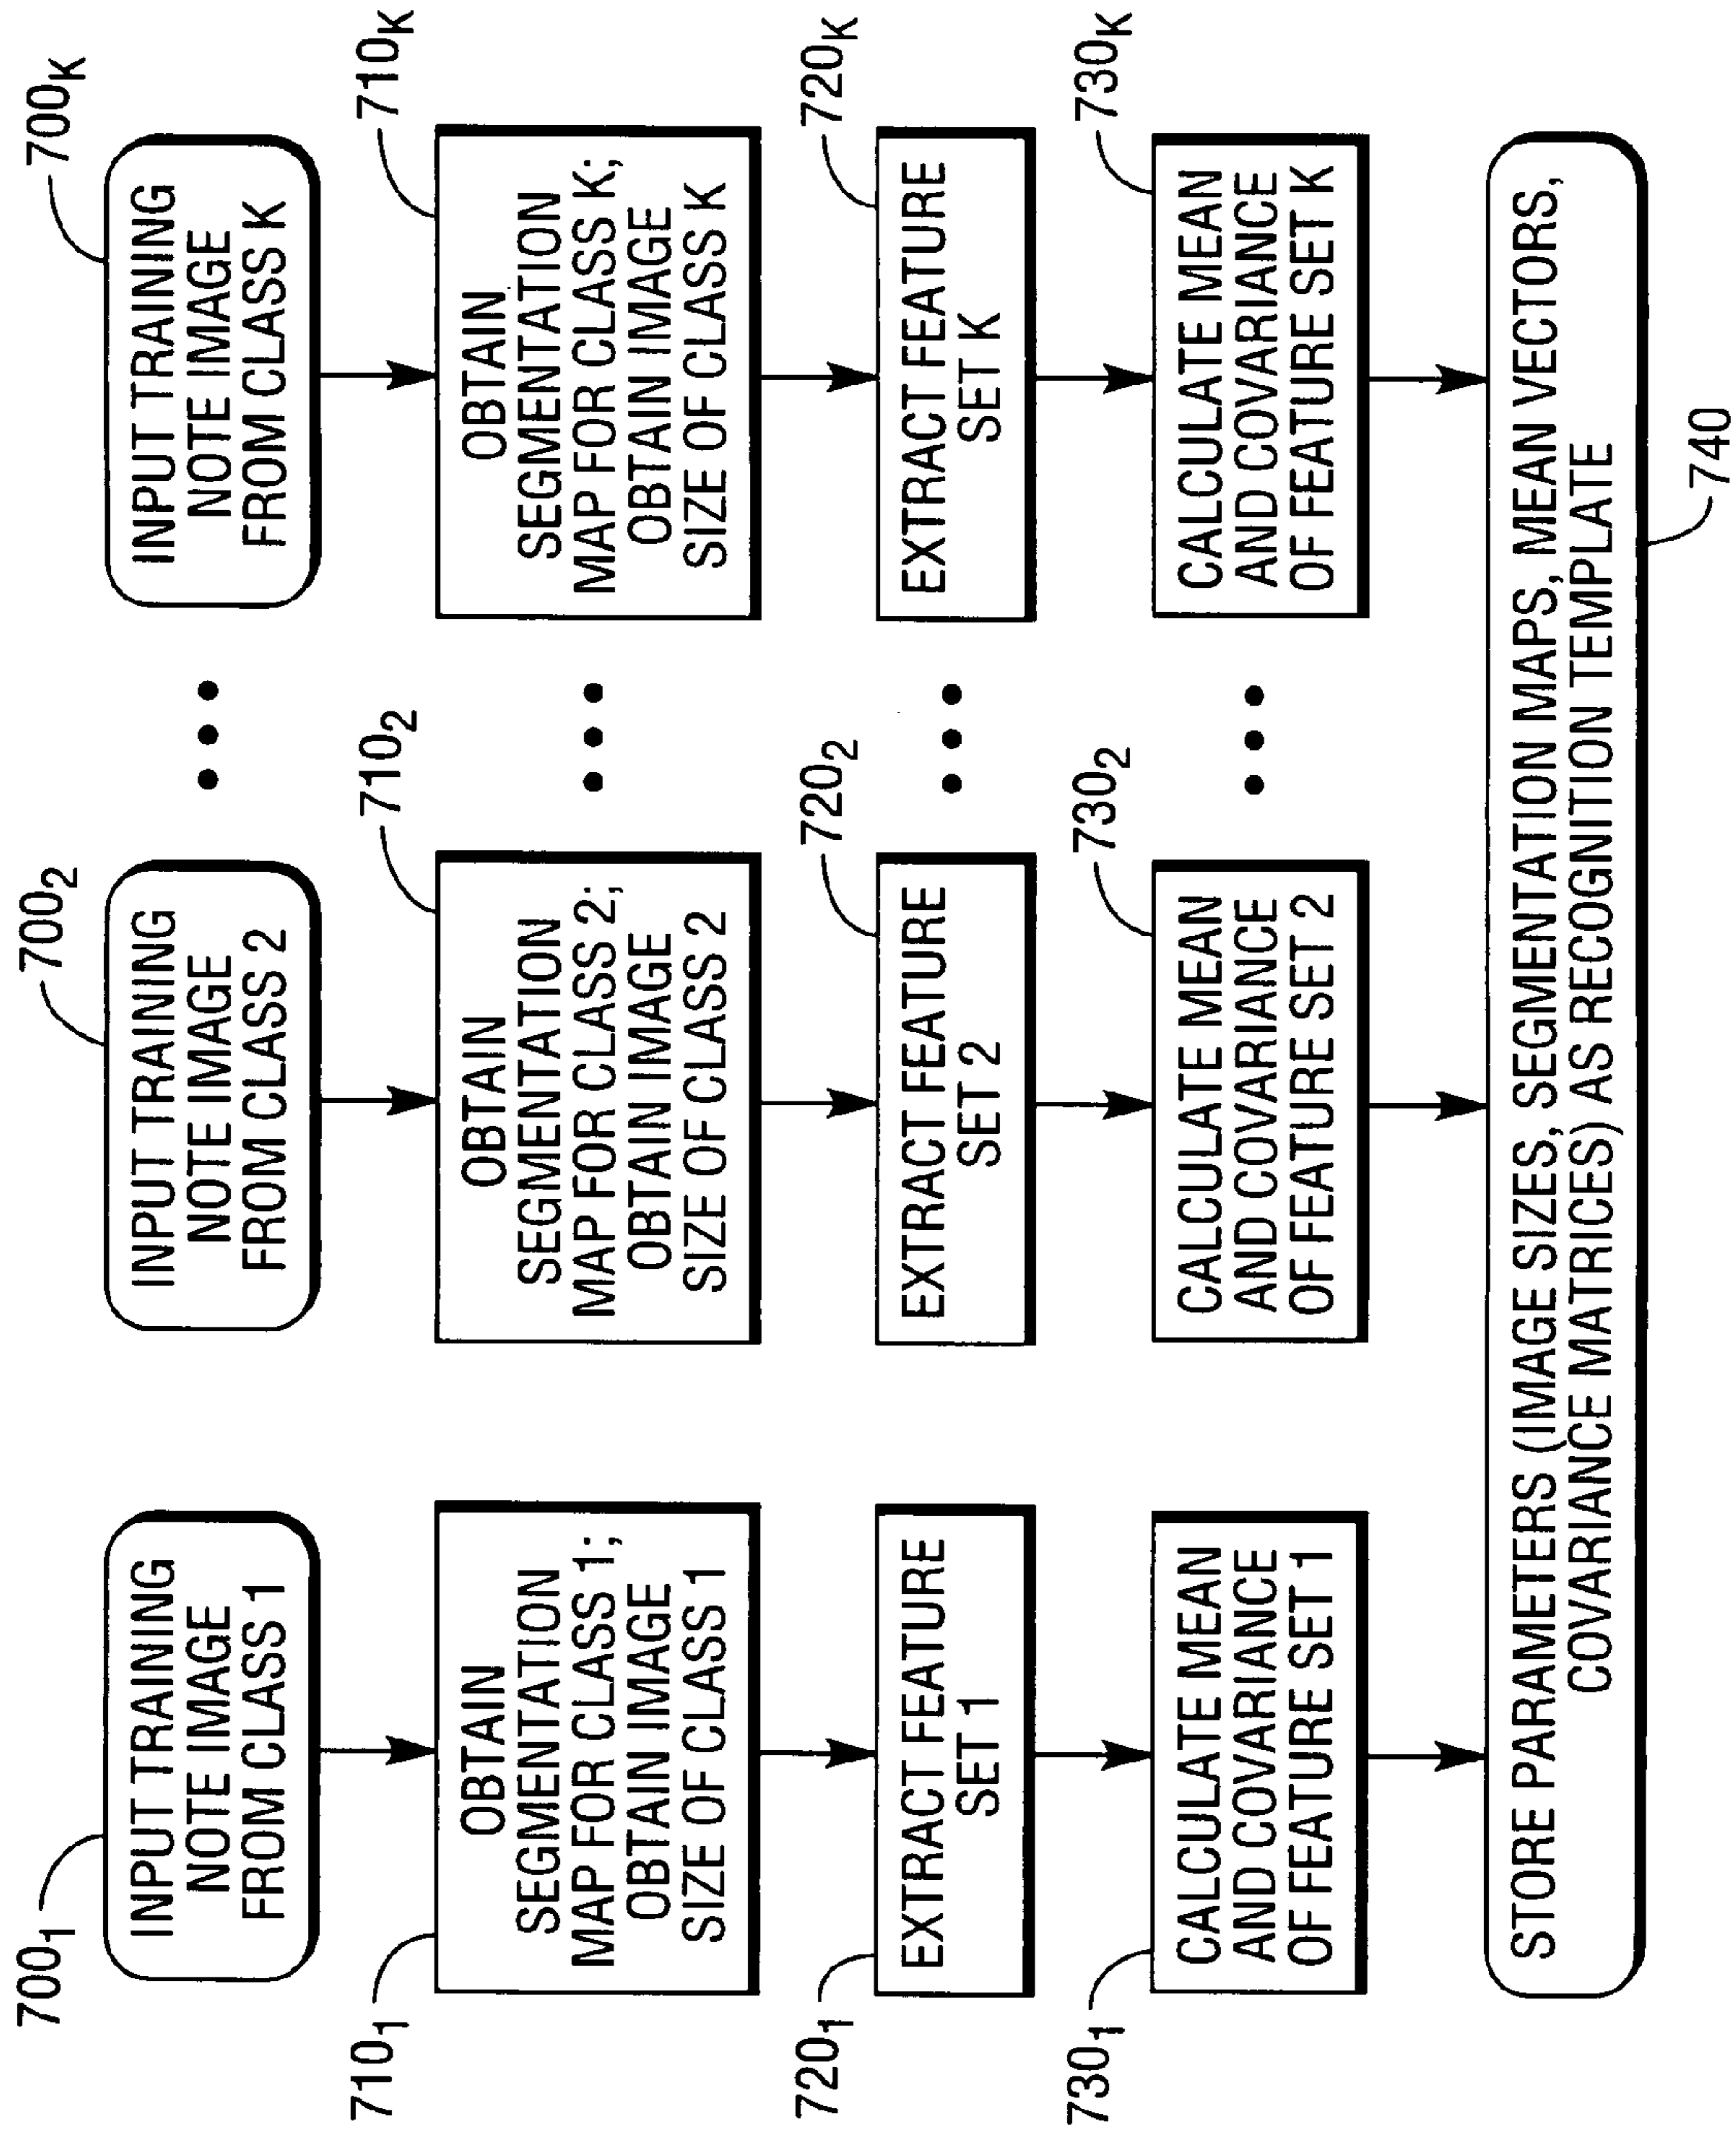 700₁
INPUT TRAINING
NOTE IMAGE
FROM CLASS 1
710₁
OBTAIN
SEGMENTATION
MAP FOR CLASS 1;
OBTAIN IMAGE
SIZE OF CLASS 1
720₁
EXTRACT FEATURE
SET 1
730₁
CALCULATE MEAN
AND COVARIANCE
OF FEATURE SET 1
700₂
INPUT TRAINING
NOTE IMAGE
FROM CLASS 2
710₂
OBTAIN
SEGMENTATION
MAP FOR CLASS 2;
OBTAIN IMAGE
SIZE OF CLASS 2
720₂
EXTRACT FEATURE
SET 2
730₂
CALCULATE MEAN
AND COVARIANCE
OF FEATURE SET 2
• • •
• • •
• • •
• • •
700K
INPUT TRAINING
NOTE IMAGE
FROM CLASS K
710K
OBTAIN
SEGMENTATION
MAP FOR CLASS K;
OBTAIN IMAGE
SIZE OF CLASS K
720K
EXTRACT FEATURE
SET K
730K
CALCULATE MEAN
AND COVARIANCE
OF FEATURE SET K
STORE PARAMETERS (IMAGE SIZES, SEGMENTATION MAPS, MEAN VECTORS,
COVARIANCE MATRICES) AS RECOGNITION TEMPLATE
740